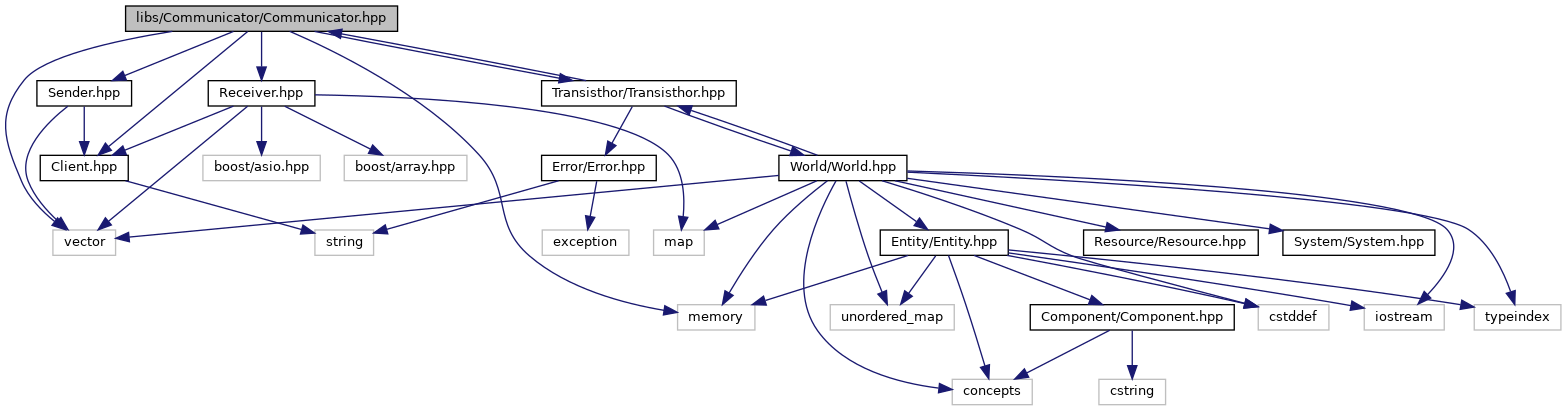 libs/Communicator/Communicator.hpp
Sender.hpp
Receiver.hpp
Transisthor/Transisthor.hpp
Client.hpp
boost/asio.hpp
boost/array.hpp
Error/Error.hpp
World/World.hpp
vector
string
exception
map
Entity/Entity.hpp
Resource/Resource.hpp
System/System.hpp
memory
unordered_map
Component/Component.hpp
cstddef
iostream
typeindex
concepts
cstring